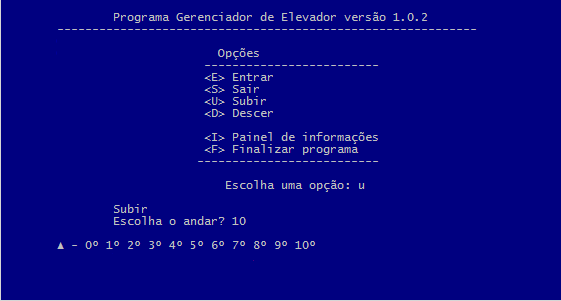 Programa Gerenciador de Elevador versão 1.0.2
------------------------------------------------------------
Opções
-------------------------
<E> Entrar
<S> Sair
<U> Subir
<D> Descer
<I> Painel de informações
<F> Finalizar programa
--------------------------
Escolha uma opção: u
Subir
Escolha o andar? 10
▲ - 0º 1º 2º 3º 4º 5º 6º 7º 8º 9º 10º